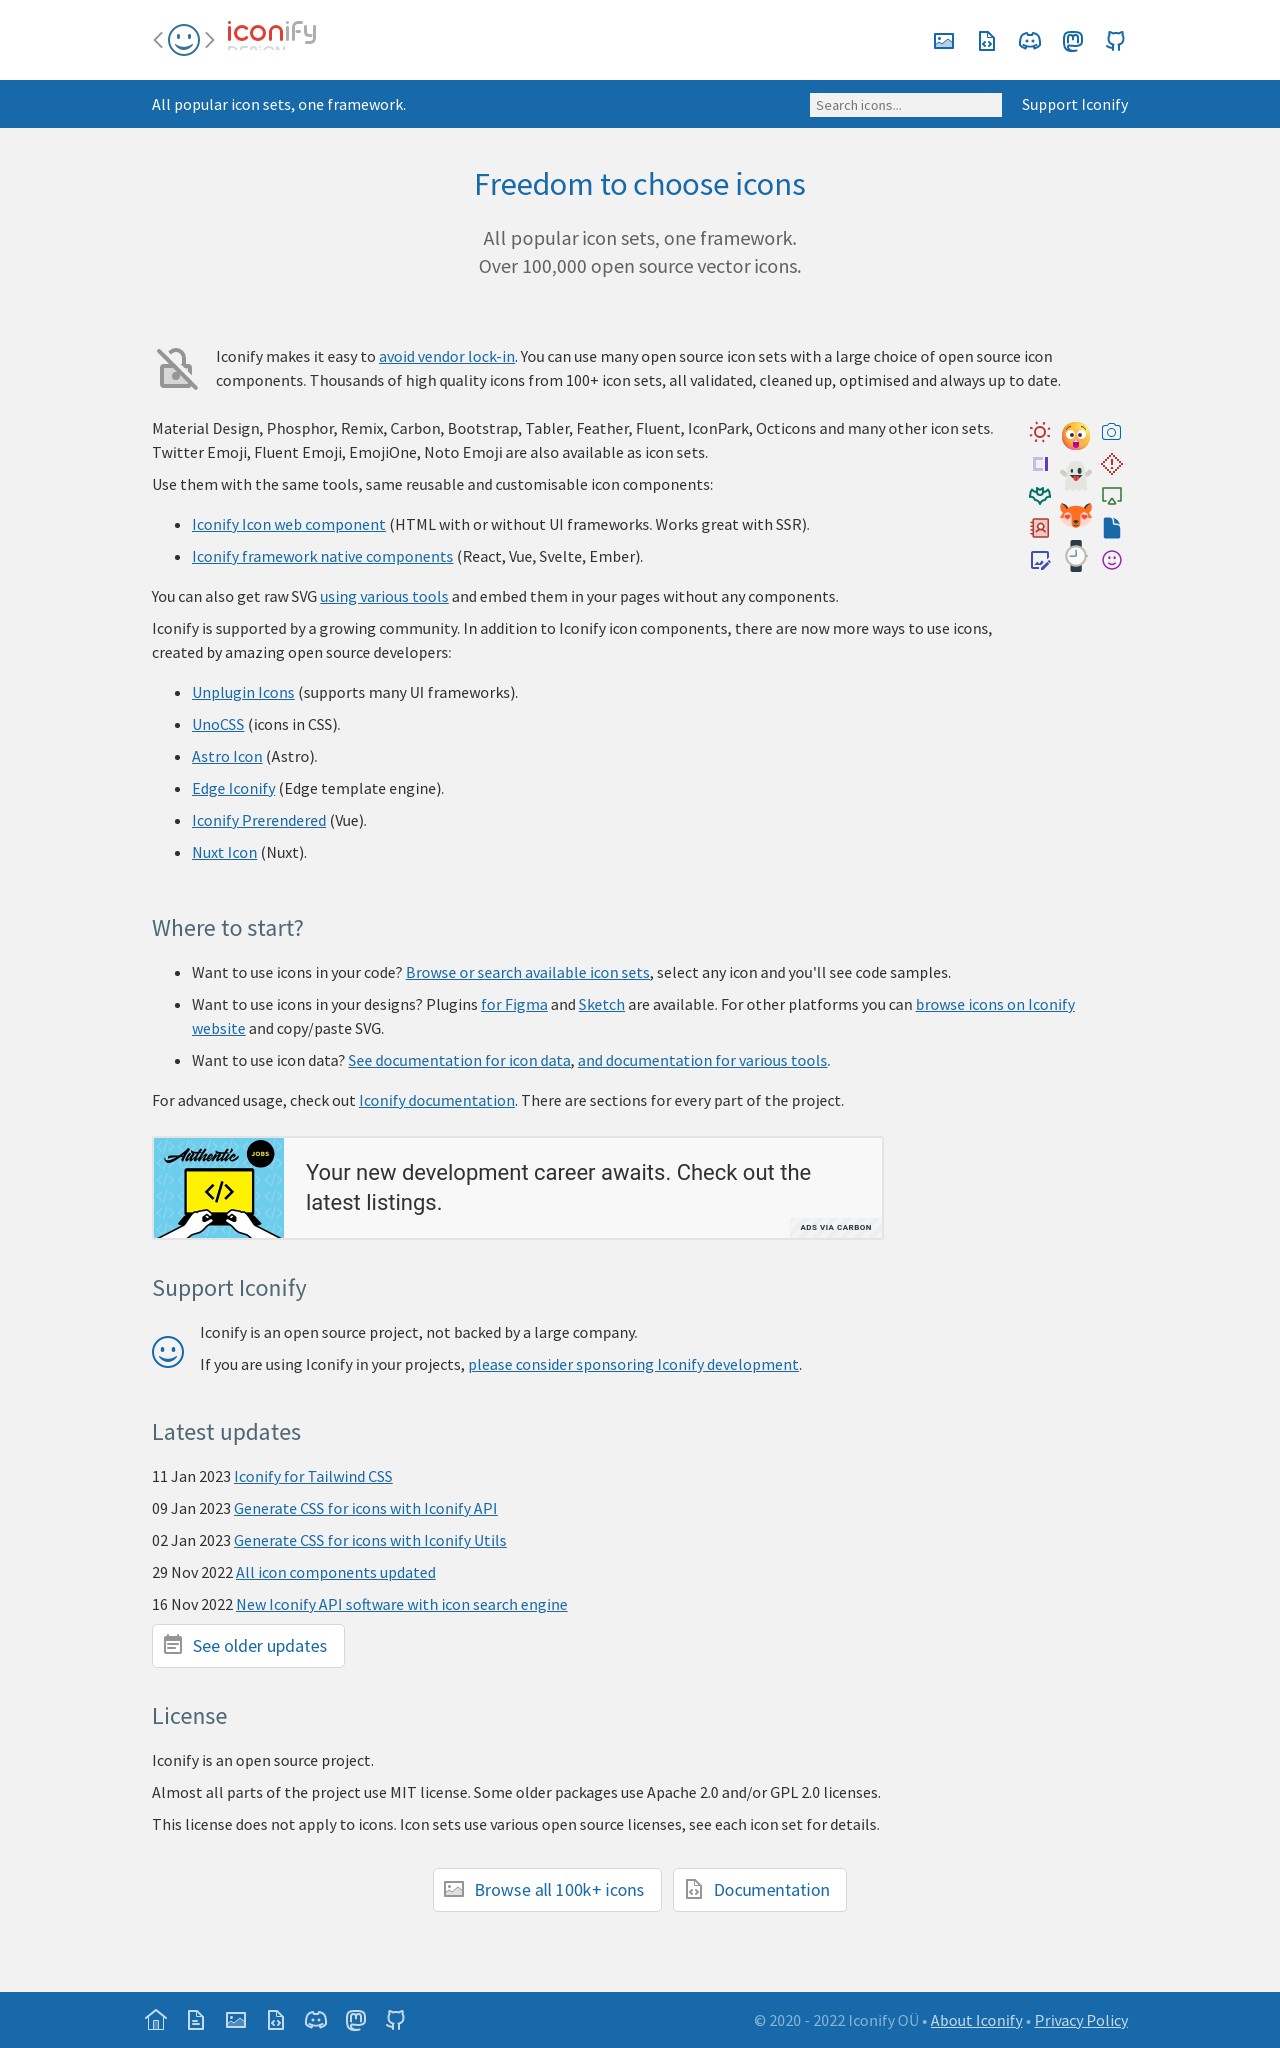 iconify
DESIGN
All popular icon sets, one framework.
Search icons...
Support Iconify
Freedom to choose icons
All popular icon sets, one framework.
Over 100,000 open source vector icons.
Iconify makes it easy to avoid vendor lock-in. You can use many open source icon sets with a large choice of open source icon
components. Thousands of high quality icons from 100+ icon sets, all validated, cleaned up, optimised and always up to date.
Material Design, Phosphor, Remix, Carbon, Bootstrap, Tabler, Feather, Fluent, IconPark, Octicons and many other icon sets.
Twitter Emoji, Fluent Emoji, EmojiOne, Noto Emoji are also available as icon sets.
Use them with the same tools, same reusable and customisable icon components:
• Iconify Icon web component (HTML with or without UI frameworks. Works great with SSR).
• Iconify framework native components (React, Vue, Svelte, Ember).
You can also get raw SVG using various tools and embed them in your pages without any components.
Iconify is supported by a growing community. In addition to Iconify icon components, there are now more ways to use icons,
created by amazing open source developers:
• Unplugin Icons (supports many UI frameworks).
• UnoCSS (icons in CSS).
• Astro Icon (Astro).
• Edge Iconify (Edge template engine).
• Iconify Prerendered (Vue).
• Nuxt Icon (Nuxt).
Where to start?
• Want to use icons in your code? Browse or search available icon sets, select any icon and you'll see code samples.
• Want to use icons in your designs? Plugins for Figma and Sketch are available. For other platforms you can browse icons on Iconify
website and copy/paste SVG.
• Want to use icon data? See documentation for icon data, and documentation for various tools.
For advanced usage, check out Iconify documentation. There are sections for every part of the project.
Authentic
JOBS
Your new development career awaits. Check out the
latest listings.
ADS VIA CARBON
Support Iconify
Iconify is an open source project, not backed by a large company.
If you are using Iconify in your projects, please consider sponsoring Iconify development.
Latest updates
11 Jan 2023 Iconify for Tailwind CSS
09 Jan 2023 Generate CSS for icons with Iconify API
02 Jan 2023 Generate CSS for icons with Iconify Utils
29 Nov 2022 All icon components updated
16 Nov 2022 New Iconify API software with icon search engine
See older updates
License
Iconify is an open source project.
Almost all parts of the project use MIT license. Some older packages use Apache 2.0 and/or GPL 2.0 licenses.
This license does not apply to icons. Icon sets use various open source licenses, see each icon set for details.
Browse all 100k+ icons
Documentation
© 2020 - 2022 Iconify OÜ • About Iconify • Privacy Policy